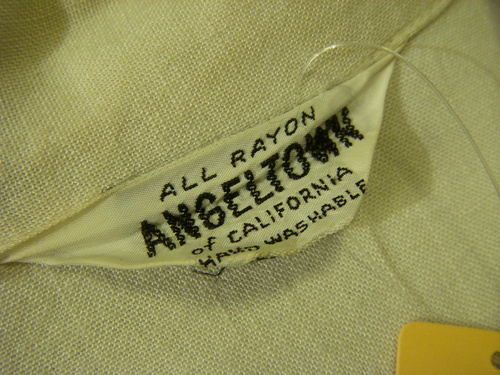 ALL RAYON
ANGELTOWN
of CALIFORNIA
HAND WASHABLE